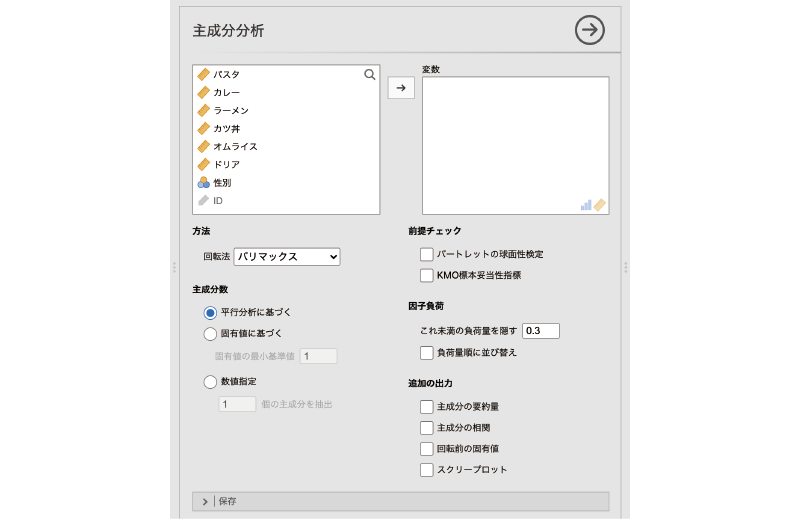 主成分分析
パスタ
カレー
ラーメン
カツ丼
オムライス
ドリア
性別
ID
変数
方法
回転法 バリマックス
主成分数
平行分析に基づく
固有値に基づく
固有値の最小基準値 1
数値指定
1 個の主成分を抽出
前提チェック
バートレットの球面性検定
KMO標本妥当性指標
因子負荷
これ未満の負荷量を隠す 0.3
負荷量順に並び替え
追加の出力
主成分の要約量
主成分の相関
回転前の固有値
スクリープロット
保存